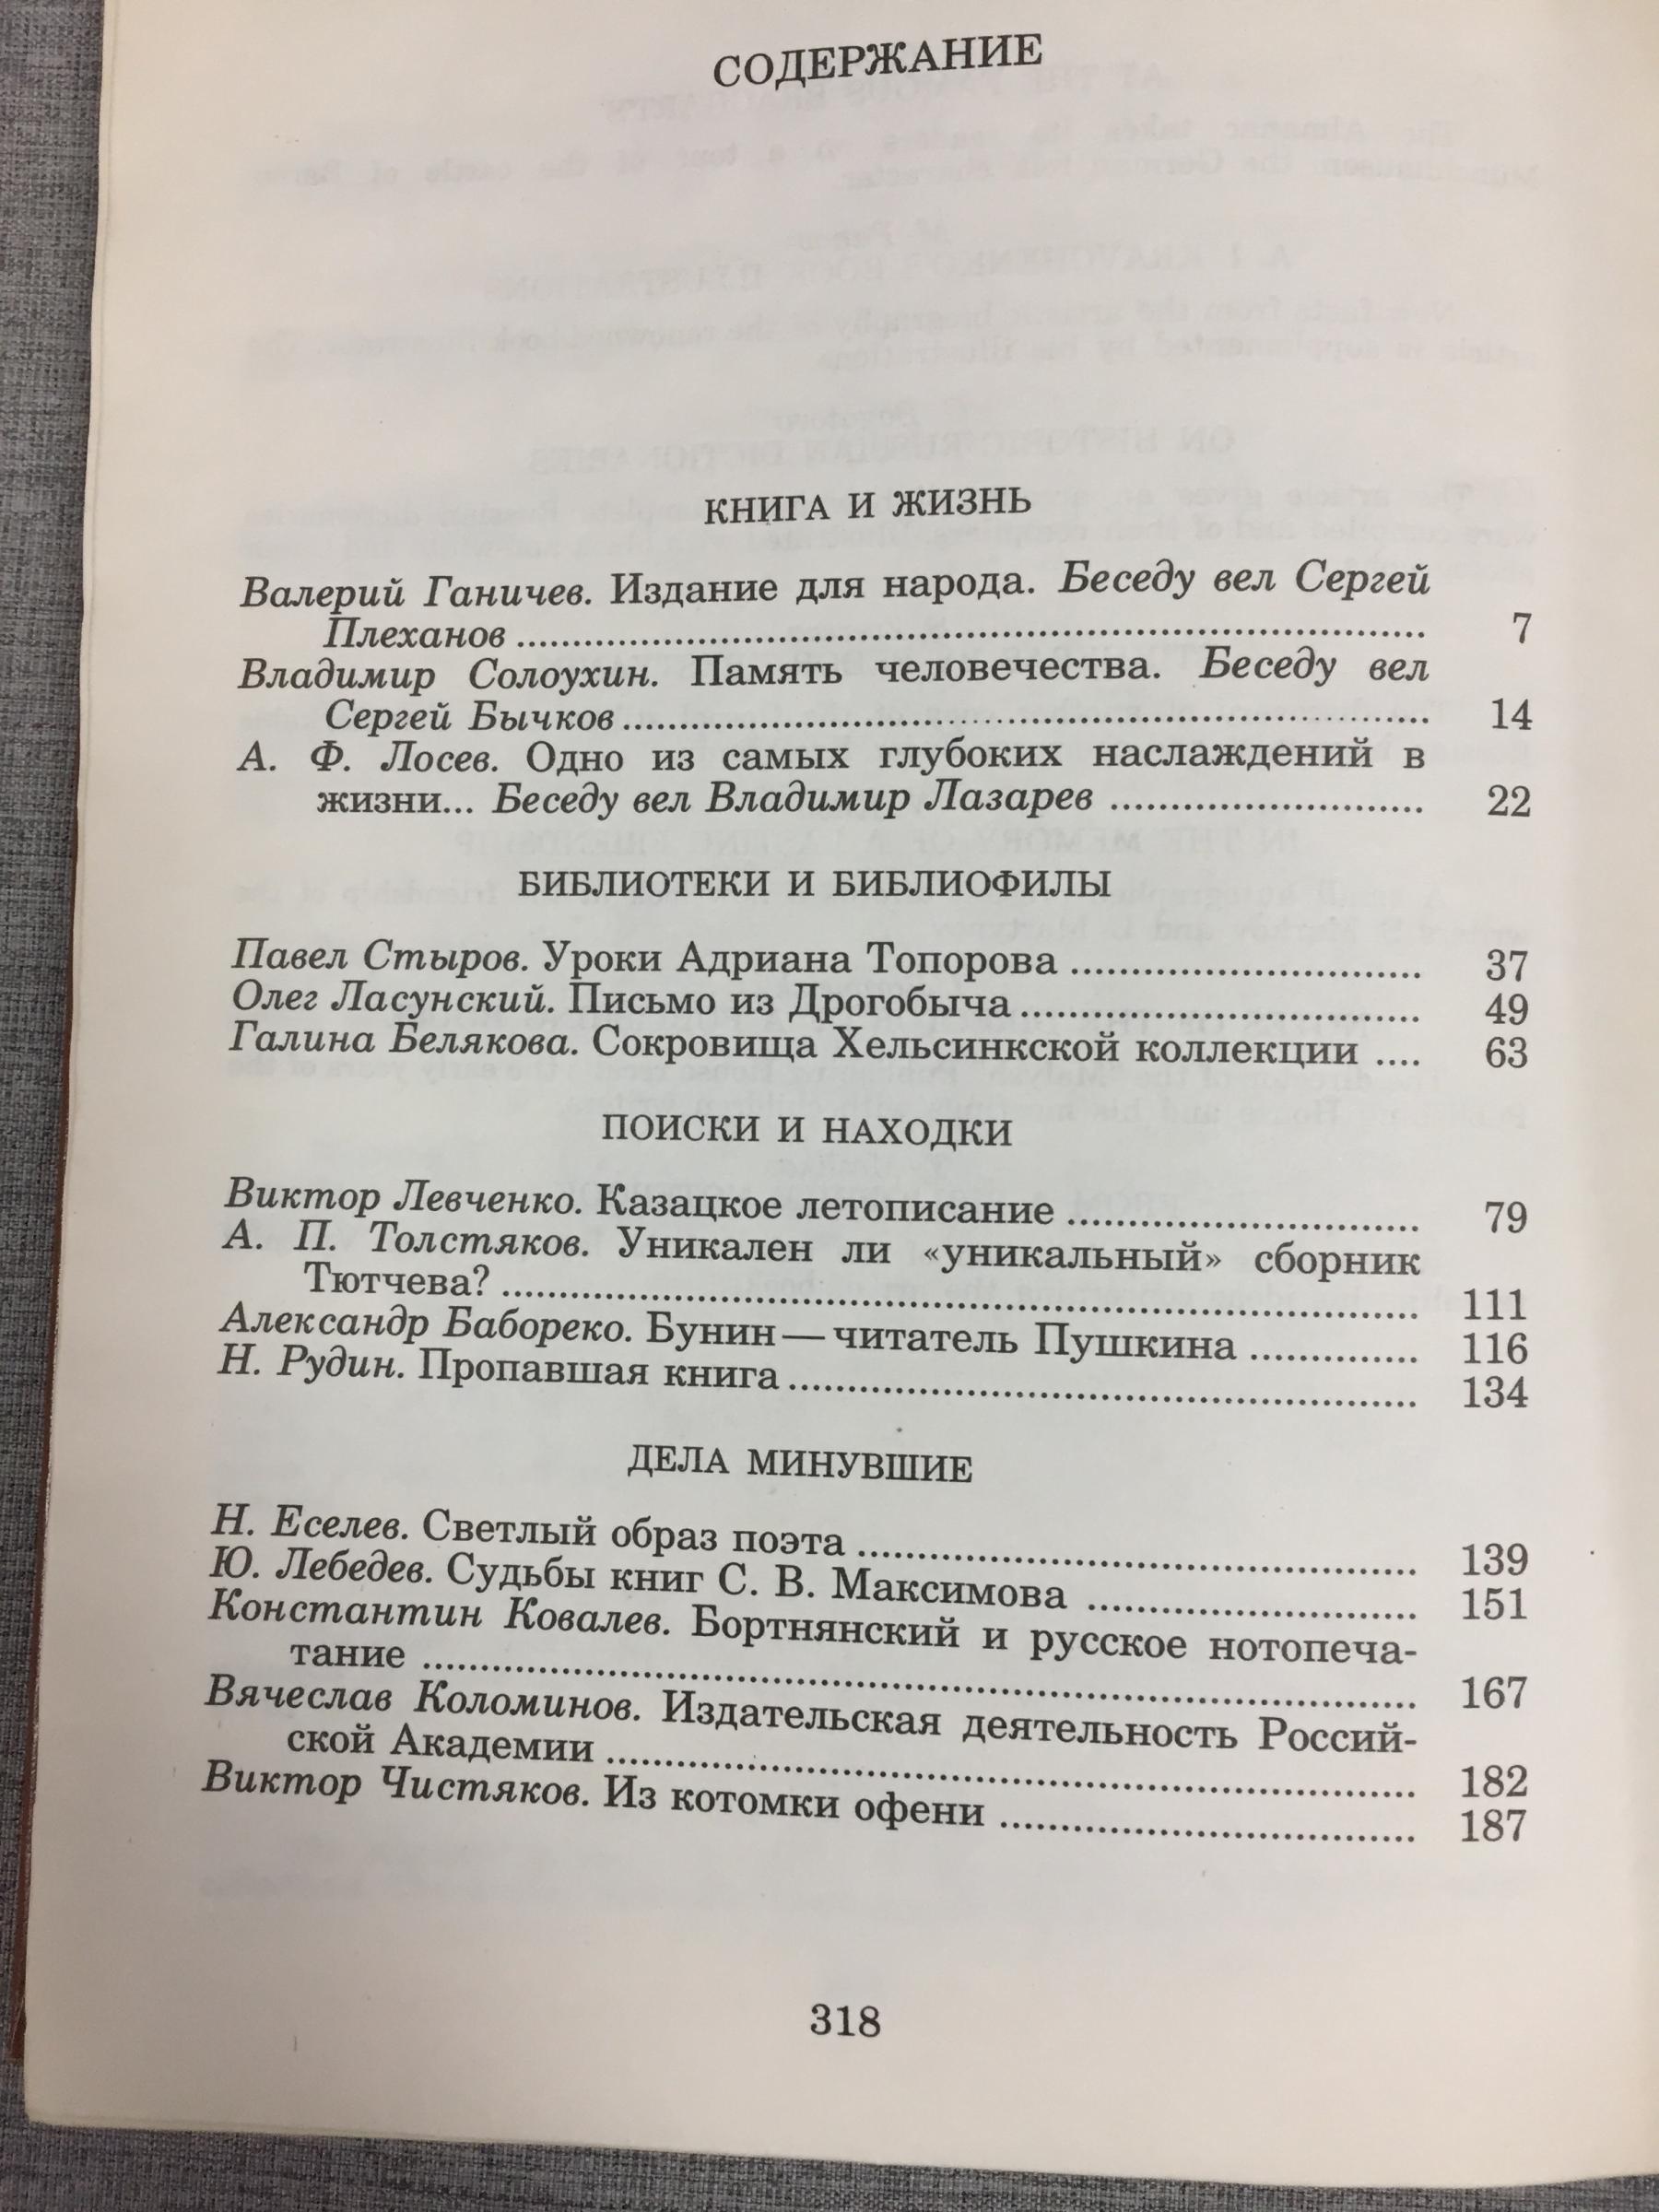 СОДЕРЖАНИЕ
КНИГА И ЖИЗНЬ
Валерий Ганичев. Издание для народа. Беседу вел Сергей
Плеханов ........ 7
Владимир Солоухин. Память человечества. Беседу вел
Сергей Бычков ........ 14
А. Ф. Лосев. Одно из самых глубоких наслаждений в
жизни... Беседу вел Владимир Лазарев ........ 22
БИБЛИОТЕКИ И БИБЛИОФИЛЫ
Павел Стыров. Уроки Адриана Топорова ........ 37
Олег Ласунский. Письмо из Дрогобыча ........ 49
Галина Белякова. Сокровища Хельсинкской коллекции .... 63
ПОИСКИ И НАХОДКИ
Виктор Левченко. Казацкое летописание ........ 79
А. П. Толстяков. Уникален ли «уникальный» сборник
Тютчева? ........ 111
Александр Бабореко. Бунин — читатель Пушкина ........ 116
Н. Рудин. Пропавшая книга ........ 134
ДЕЛА МИНУВШИЕ
Н. Еселев. Светлый образ поэта ........ 139
Ю. Лебедев. Судьбы книг С. В. Максимова ........ 151
Константин Ковалев. Бортнянский и русское нотопеча-
тание ........ 167
Вячеслав Коломинов. Издательская деятельность Россий-
ской Академии ........ 182
Виктор Чистяков. Из котомки офени ........ 187
318